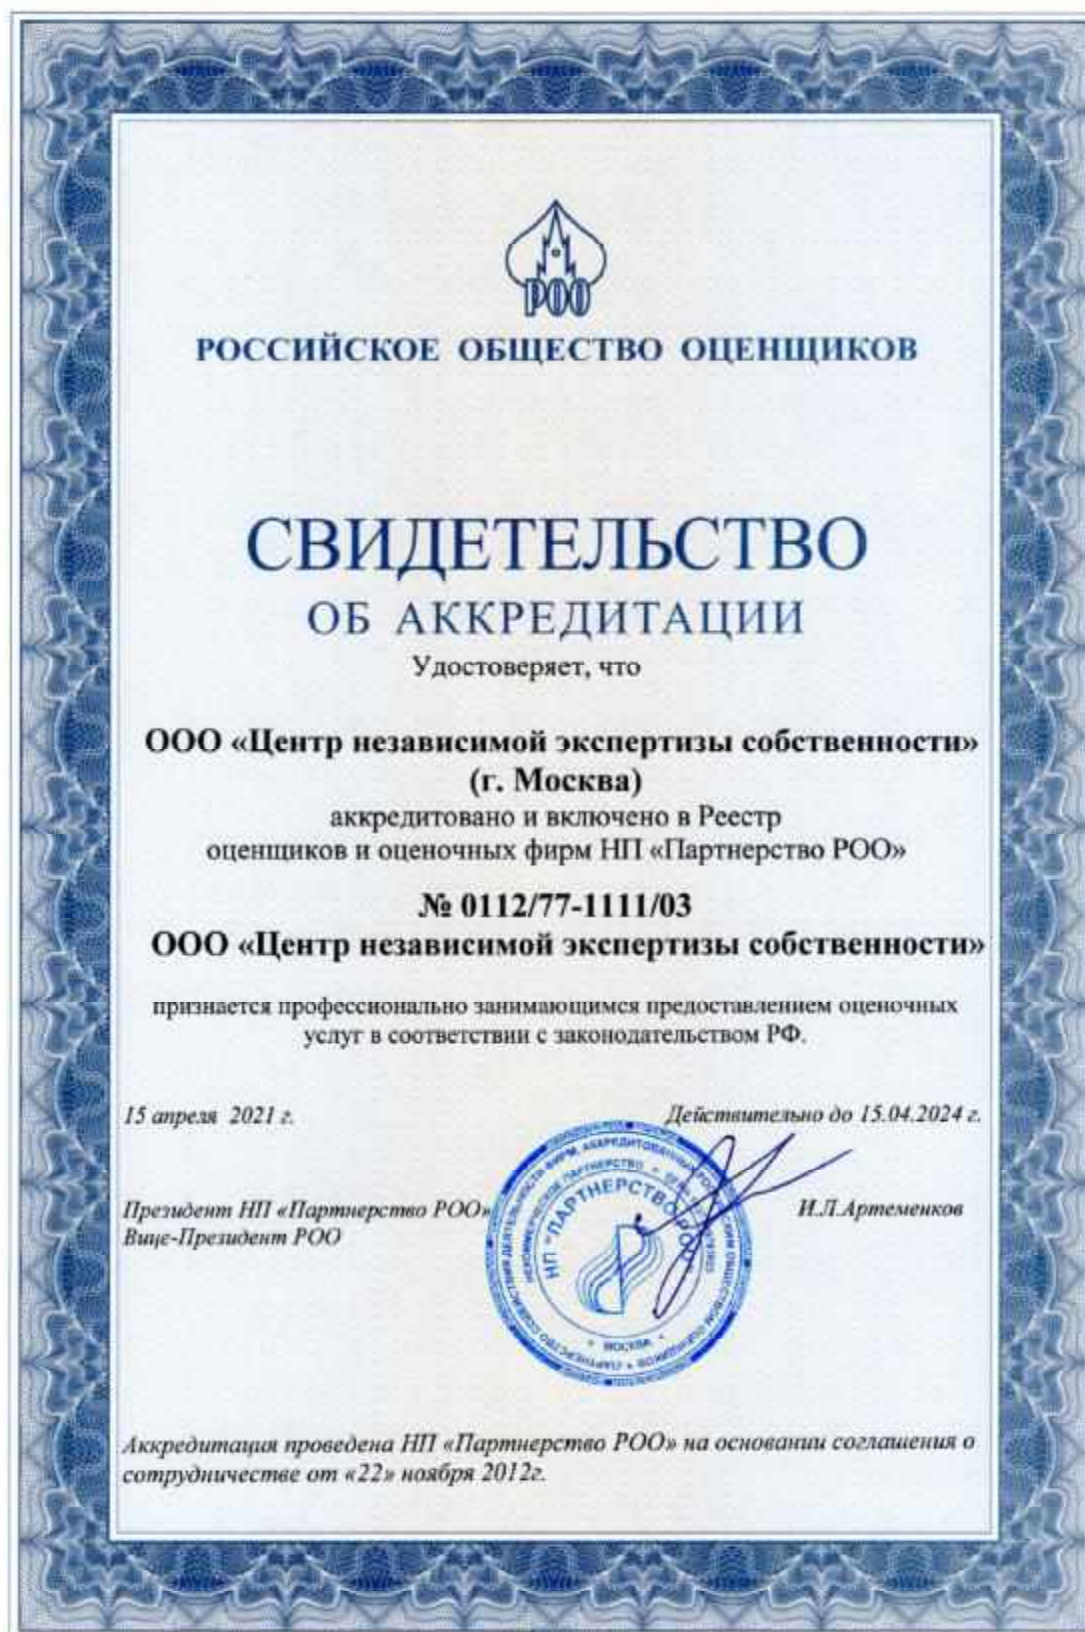 РОО
РОССИЙСКОЕ ОБЩЕСТВО ОЦЕНЩИКОВ
СВИДЕТЕЛЬСТВО
ОБ АККРЕДИТАЦИИ
Удостоверяет, что
ООО «Центр независимой экспертизы собственности»
(г. Москва)
аккредитовано и включено в Реестр
оценщиков и оценочных фирм НП «Партнерство РОО»
№ 0112/77-1111/03
ООО «Центр независимой экспертизы собственности»
признается профессионально занимающимся предоставлением оценочных
услуг в соответствии с законодательством РФ.
15 апреля 2021 г. Действительно до 15.04.2024 г.
Президент НП «Партнерство РОО» И.Л.Артеменков
Вице-Президент РОО
НП "ПАРТНЕРСТВО РОО"
МОСКВА
Аккредитация проведена НП «Партнерство РОО» на основании соглашения о
сотрудничестве от «22» ноября 2012г.